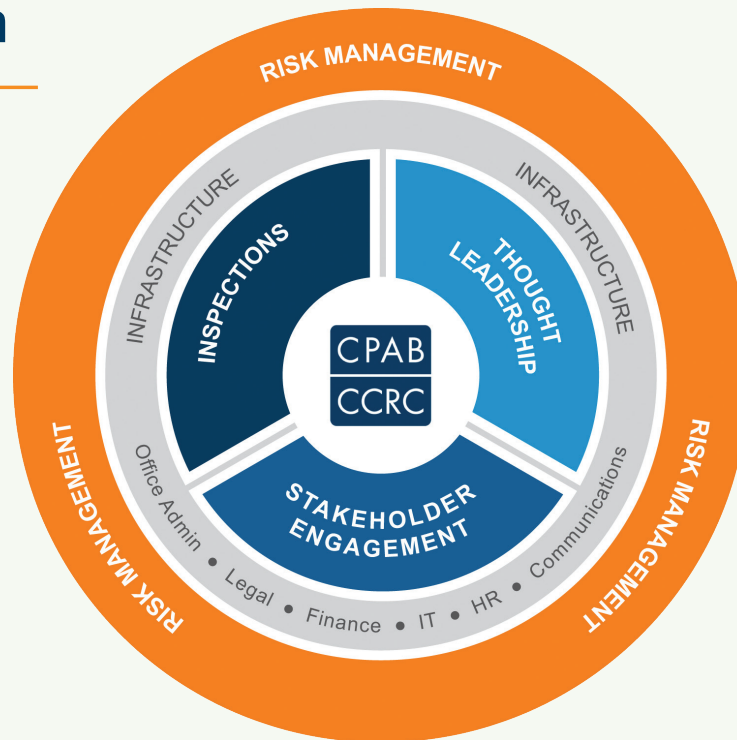 RISK MANAGEMENT
INFRASTRUCTURE
INFRASTRUCTURE
INSPECTIONS
THOUGHT
LEADERSHIP
CPAB
CCRC
STAKEHOLDER
ENGAGEMENT
RISK MANAGEMENT
RISK MANAGEMENT
Office Admin • Legal • Finance • IT • HR • Communications